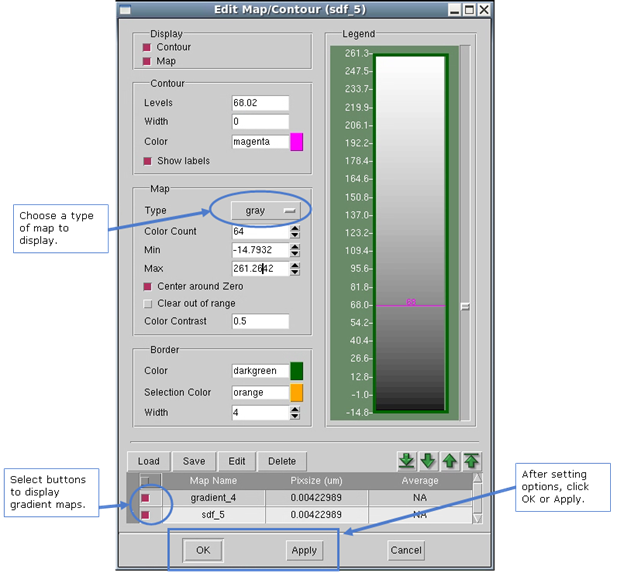 Edit Map/Contour (sdf_5)
Display
Contour
Map
Contour
Levels 68.02
Width 0
Color magenta
Show labels
Map
Type gray
Color Count 64
Min -14.7932
Max 261.2642
Center around Zero
Clear out of range
Color Contrast 0.5
Border
Color darkgreen
Selection Color orange
Width 4
Legend
261.3
247.5
233.7
219.9
206.1
192.2
178.4
164.6
150.8
137.0
123.2
109.4
95.6
81.8
68.0
54.2
40.4
26.6
12.8
-1.0
-14.8
68
Choose a type
of map to
display.
Load Save Edit Delete
Map Name Pixsize (um) Average
gradient_4 0.00422989 NA
sdf_5 0.00422989 NA
OK Apply Cancel
Select buttons
to display
gradient maps.
After setting
options, click
OK or Apply.